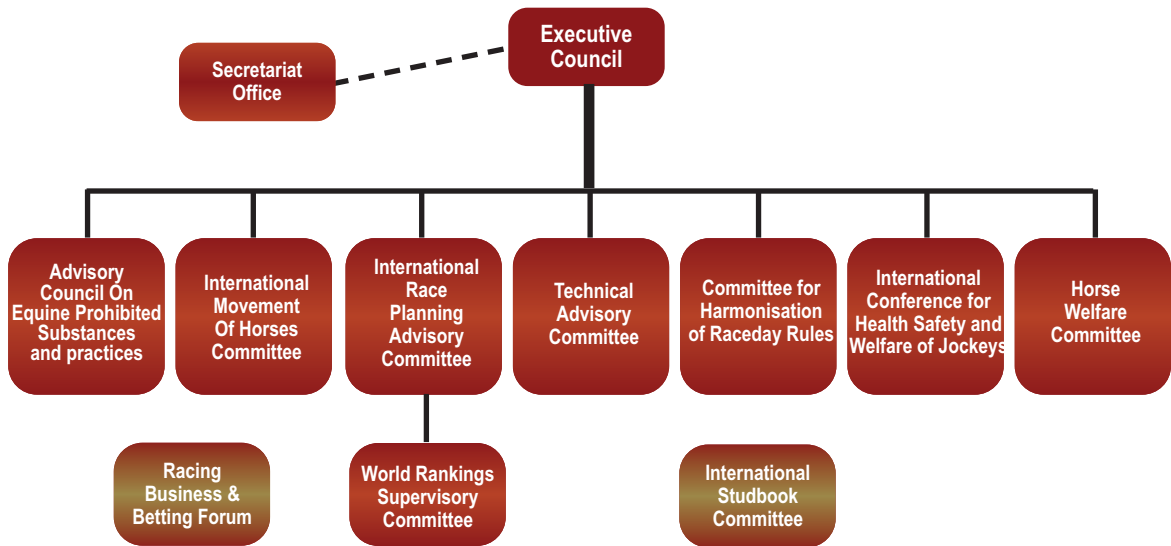 Executive
Council
Secretariat
Office
Advisory
Council On
Equine Prohibited
Substances
and practices
International
Movement
Of Horses
Committee
International
Race
Planning
Advisory
Committee
Technical
Advisory
Committee
Committee for
Harmonisation
of Raceday Rules
International
Conference for
Health Safety and
Welfare of Jockeys
Horse
Welfare
Committee
Racing
Business &
Betting Forum
World Rankings
Supervisory
Committee
International
Studbook
Committee